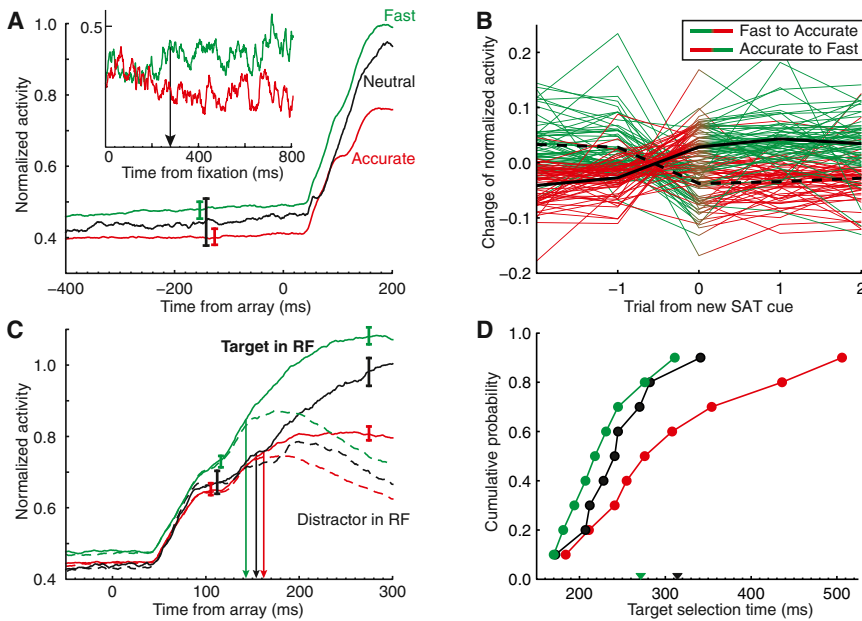 A
Fast
Neutral
Accurate
0.5
0 400 800
Time from fixation (ms)
Normalized activity
1.0
0.8
0.6
0.4
−400 −200 0 200
Time from array (ms)
B
Fast to Accurate
Accurate to Fast
Change of normalized activity
0.2
0.1
0.0
−0.1
−0.2
−1 0 1 2
Trial from new SAT cue
C
Target in RF
Distractor in RF
Normalized activity
1.0
0.8
0.6
0.4
0 100 200 300
Time from array (ms)
D
Cumulative probability
1.0
0.8
0.6
0.4
0.2
0.0
200 300 400 500
Target selection time (ms)